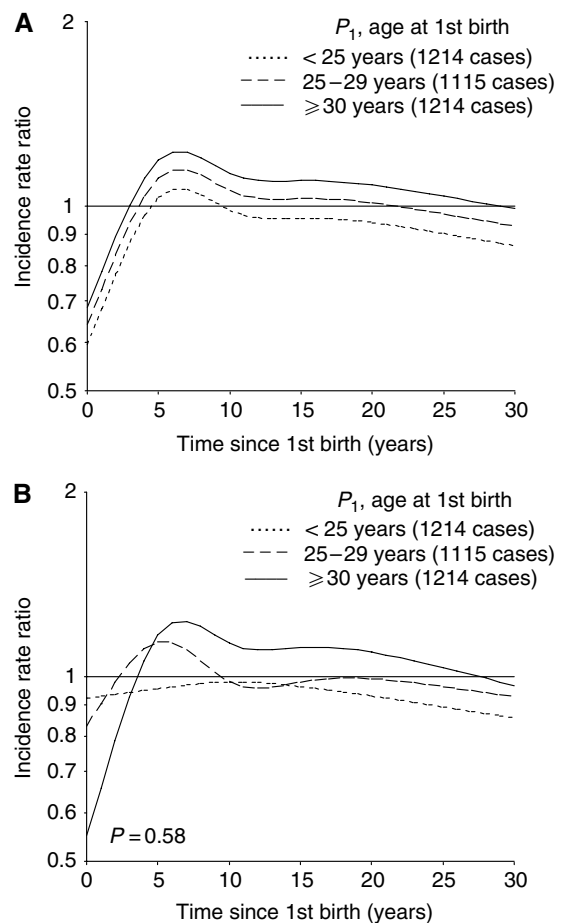 A
2
P1, age at 1st birth
< 25 years (1214 cases)
25–29 years (1115 cases)
⩾30 years (1214 cases)
Incidence rate ratio
1
0.9
0.8
0.7
0.6
0.5
0 5 10 15 20 25 30
Time since 1st birth (years)
B
2
P1, age at 1st birth
< 25 years (1214 cases)
25–29 years (1115 cases)
⩾30 years (1214 cases)
Incidence rate ratio
1
0.9
0.8
0.7
0.6
P = 0.58
0.5
0 5 10 15 20 25 30
Time since 1st birth (years)